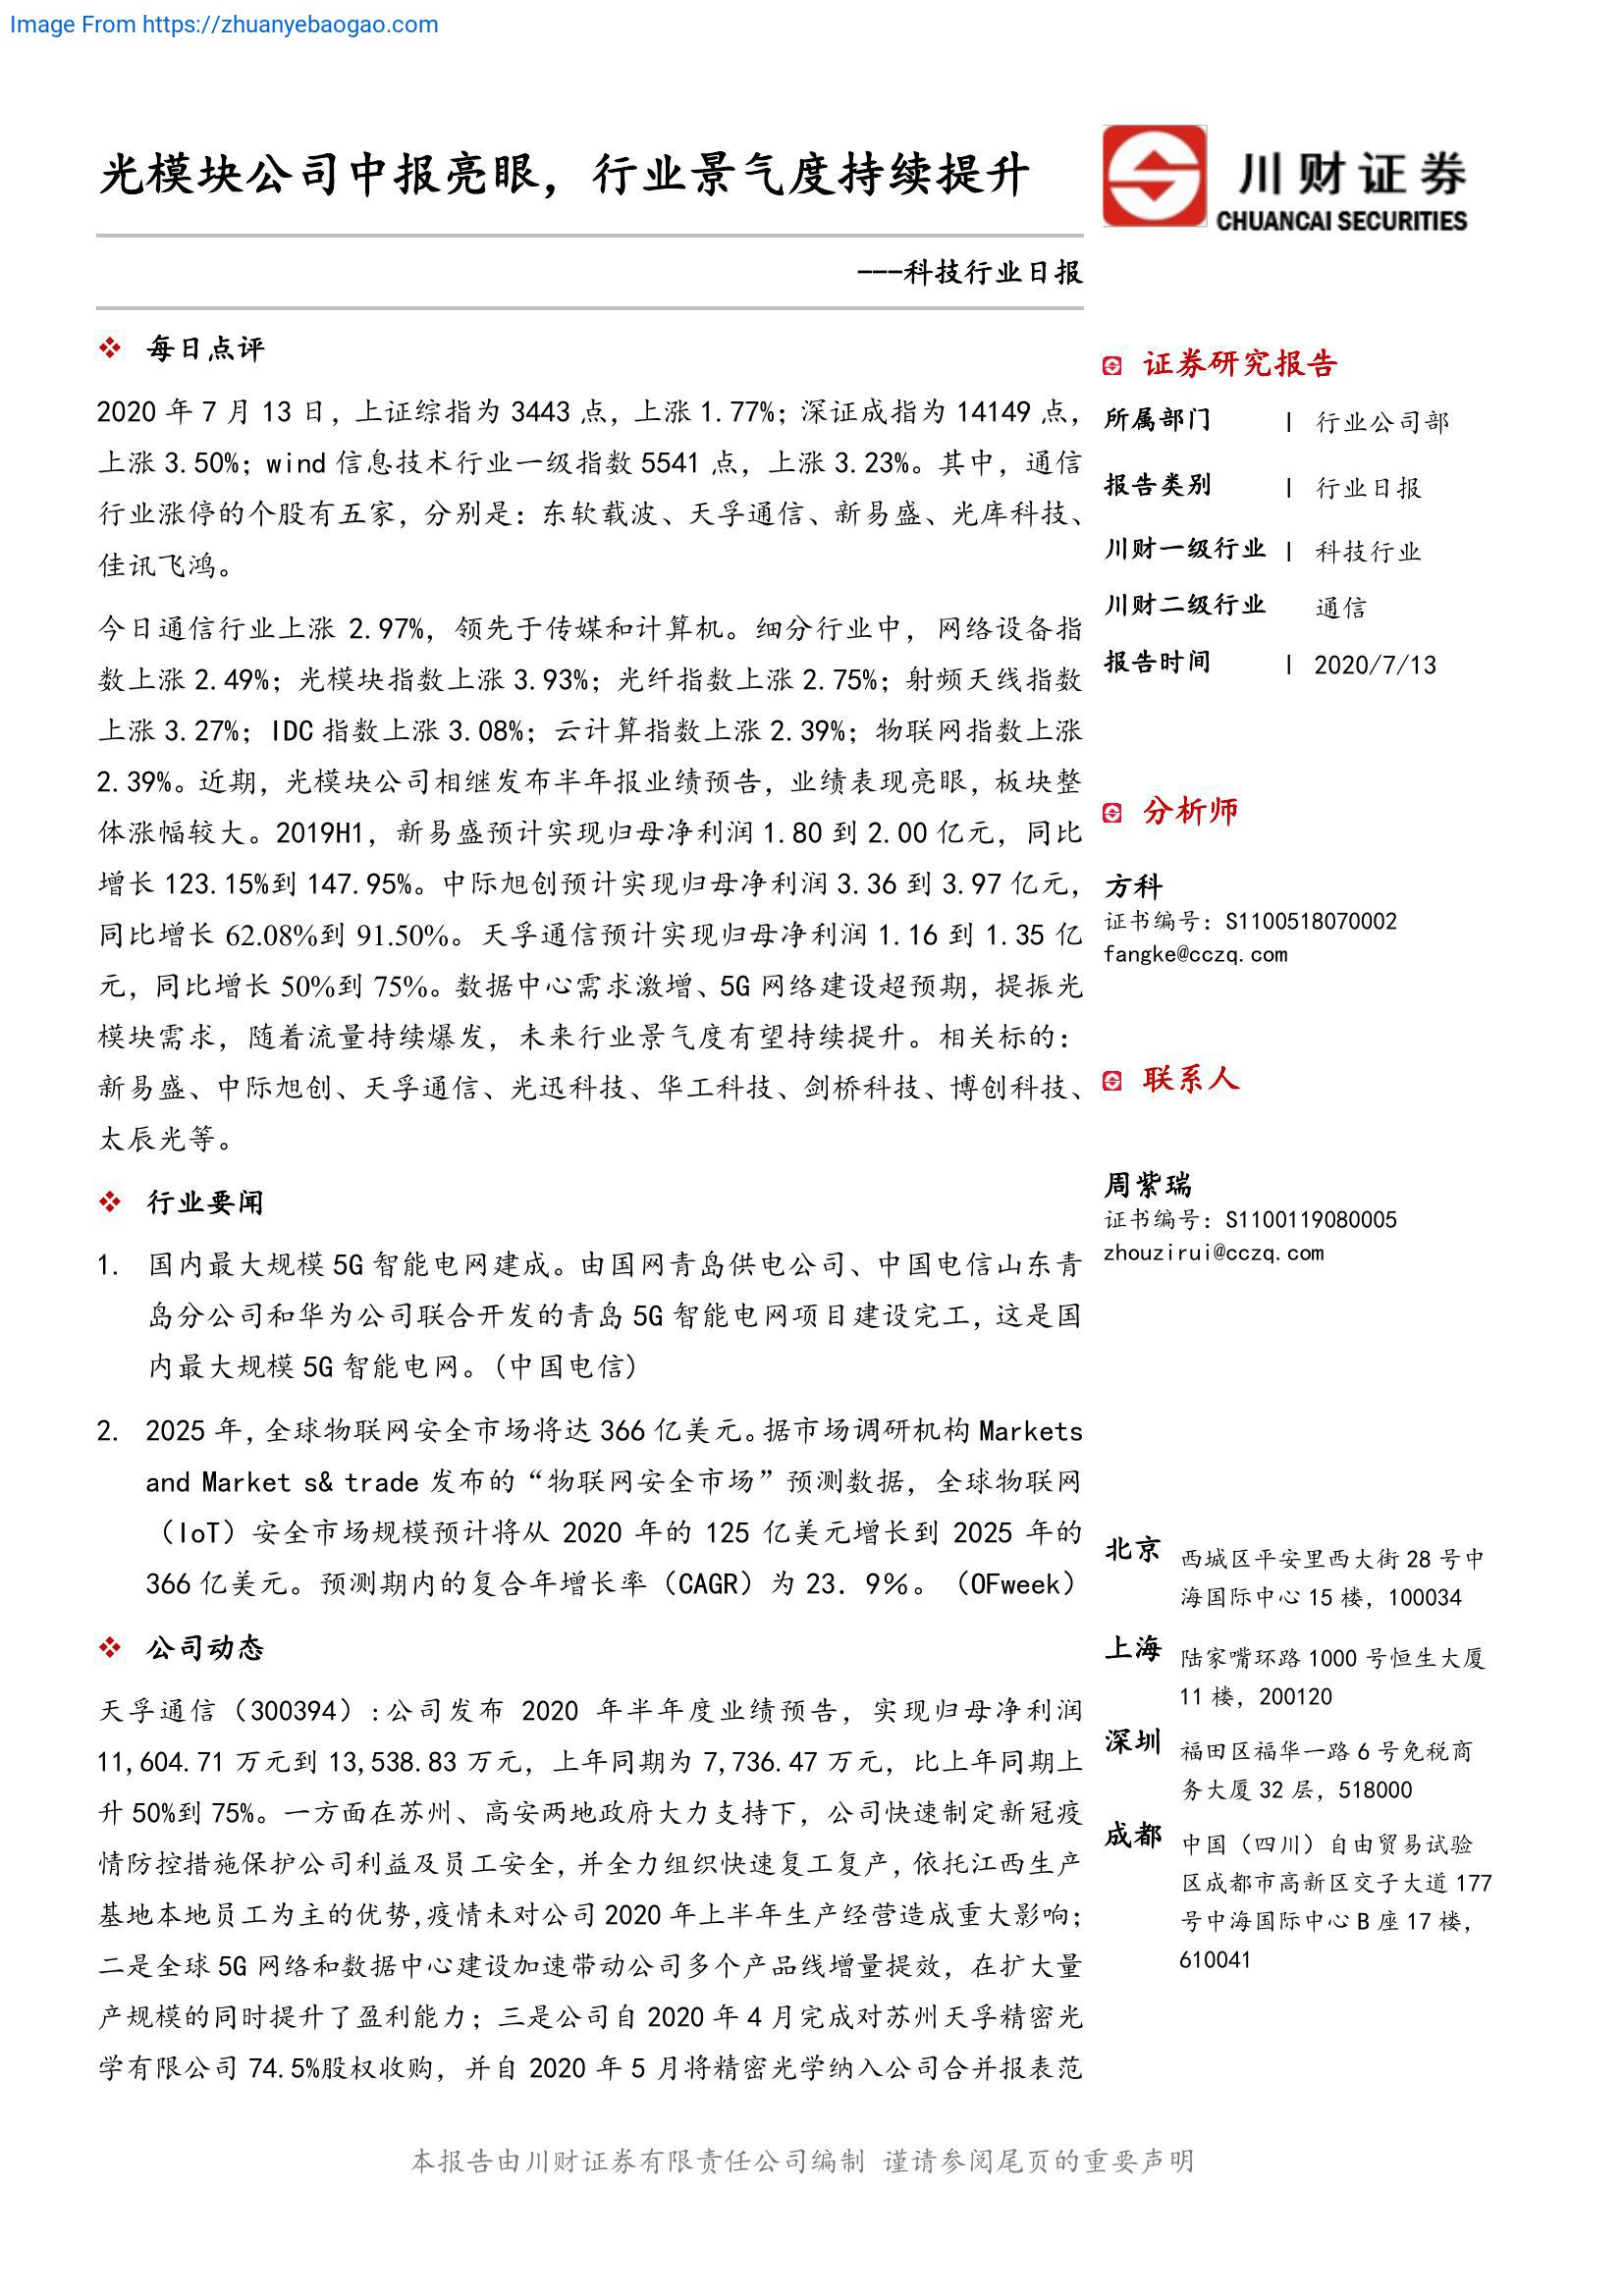 Image From https://zhuanyebaogao.com
光模块公司中报亮眼，行业景气度持续提升
川财证券
CHUANCAI SECURITIES
---科技行业日报
❖ 每日点评
2020 年 7 月 13 日，上证综指为 3443 点，上涨 1.77%；深证成指为 14149 点，
上涨 3.50%；wind 信息技术行业一级指数 5541 点，上涨 3.23%。其中，通信
行业涨停的个股有五家，分别是：东软载波、天孚通信、新易盛、光库科技、
佳讯飞鸿。
今日通信行业上涨 2.97%，领先于传媒和计算机。细分行业中，网络设备指
数上涨 2.49%；光模块指数上涨 3.93%；光纤指数上涨 2.75%；射频天线指数
上涨 3.27%；IDC 指数上涨 3.08%；云计算指数上涨 2.39%；物联网指数上涨
2.39%。近期，光模块公司相继发布半年报业绩预告，业绩表现亮眼，板块整
体涨幅较大。2019H1，新易盛预计实现归母净利润 1.80 到 2.00 亿元，同比
增长 123.15%到 147.95%。中际旭创预计实现归母净利润 3.36 到 3.97 亿元，
同比增长 62.08%到 91.50%。天孚通信预计实现归母净利润 1.16 到 1.35 亿
元，同比增长 50%到 75%。数据中心需求激增、5G 网络建设超预期，提振光
模块需求，随着流量持续爆发，未来行业景气度有望持续提升。相关标的：
新易盛、中际旭创、天孚通信、光迅科技、华工科技、剑桥科技、博创科技、
太辰光等。
❖ 行业要闻
1. 国内最大规模 5G 智能电网建成。由国网青岛供电公司、中国电信山东青
岛分公司和华为公司联合开发的青岛 5G 智能电网项目建设完工，这是国
内最大规模 5G 智能电网。(中国电信)
2. 2025 年，全球物联网安全市场将达 366 亿美元。据市场调研机构 Markets
and Market s& trade 发布的“物联网安全市场”预测数据，全球物联网
（IoT）安全市场规模预计将从 2020 年的 125 亿美元增长到 2025 年的
366 亿美元。预测期内的复合年增长率（CAGR）为 23. 9％。（OFweek）
❖ 公司动态
天孚通信（300394）:公司发布 2020 年半年度业绩预告，实现归母净利润
11,604.71 万元到 13,538.83 万元，上年同期为 7,736.47 万元，比上年同期上
升 50%到 75%。一方面在苏州、高安两地政府大力支持下，公司快速制定新冠疫
情防控措施保护公司利益及员工安全，并全力组织快速复工复产，依托江西生产
基地本地员工为主的优势,疫情未对公司 2020 年上半年生产经营造成重大影响；
二是全球 5G 网络和数据中心建设加速带动公司多个产品线增量提效，在扩大量
产规模的同时提升了盈利能力；三是公司自 2020 年 4 月完成对苏州天孚精密光
学有限公司 74.5%股权收购，并自 2020 年 5 月将精密光学纳入公司合并报表范
证券研究报告
所属部门 | 行业公司部
报告类别 | 行业日报
川财一级行业 | 科技行业
川财二级行业 通信
报告时间 | 2020/7/13
分析师
方科
证书编号：S1100518070002
fangke@cczq.com
联系人
周紫瑞
证书编号：S1100119080005
zhouzirui@cczq.com
北京 西城区平安里西大街 28 号中
海国际中心 15 楼，100034
上海 陆家嘴环路 1000 号恒生大厦
11 楼，200120
深圳 福田区福华一路 6 号免税商
务大厦 32 层，518000
成都 中国（四川）自由贸易试验
区成都市高新区交子大道 177
号中海国际中心 B 座 17 楼，
610041
本报告由川财证券有限责任公司编制 谨请参阅尾页的重要声明